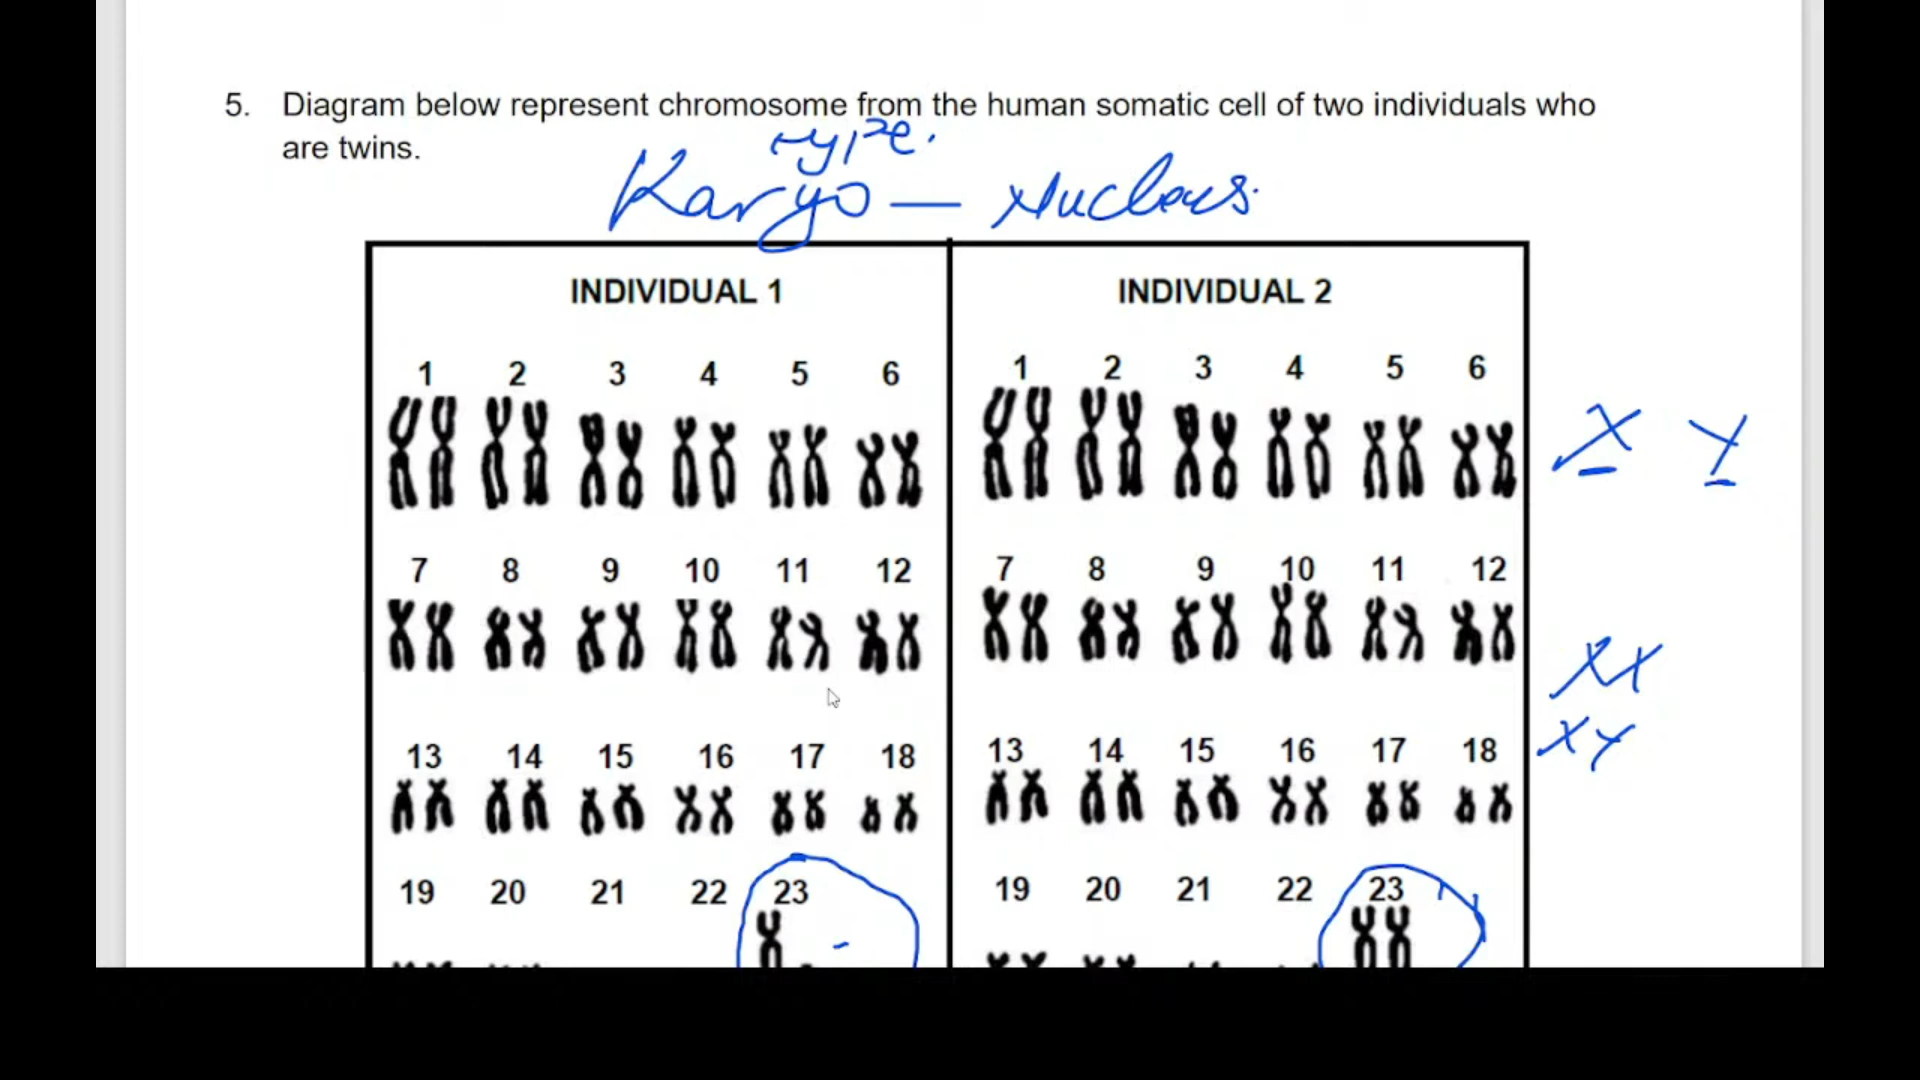 5. Diagram below represent chromosome from the human somatic cell of two individuals who
are twins.
type.
Karyo — Nucleus.
INDIVIDUAL 1
INDIVIDUAL 2
1 2 3 4 5 6
1 2 3 4 5 6
X Y
7 8 9 10 11 12
7 8 9 10 11 12
XX
XY
13 14 15 16 17 18
13 14 15 16 17 18
19 20 21 22 23
19 20 21 22 23